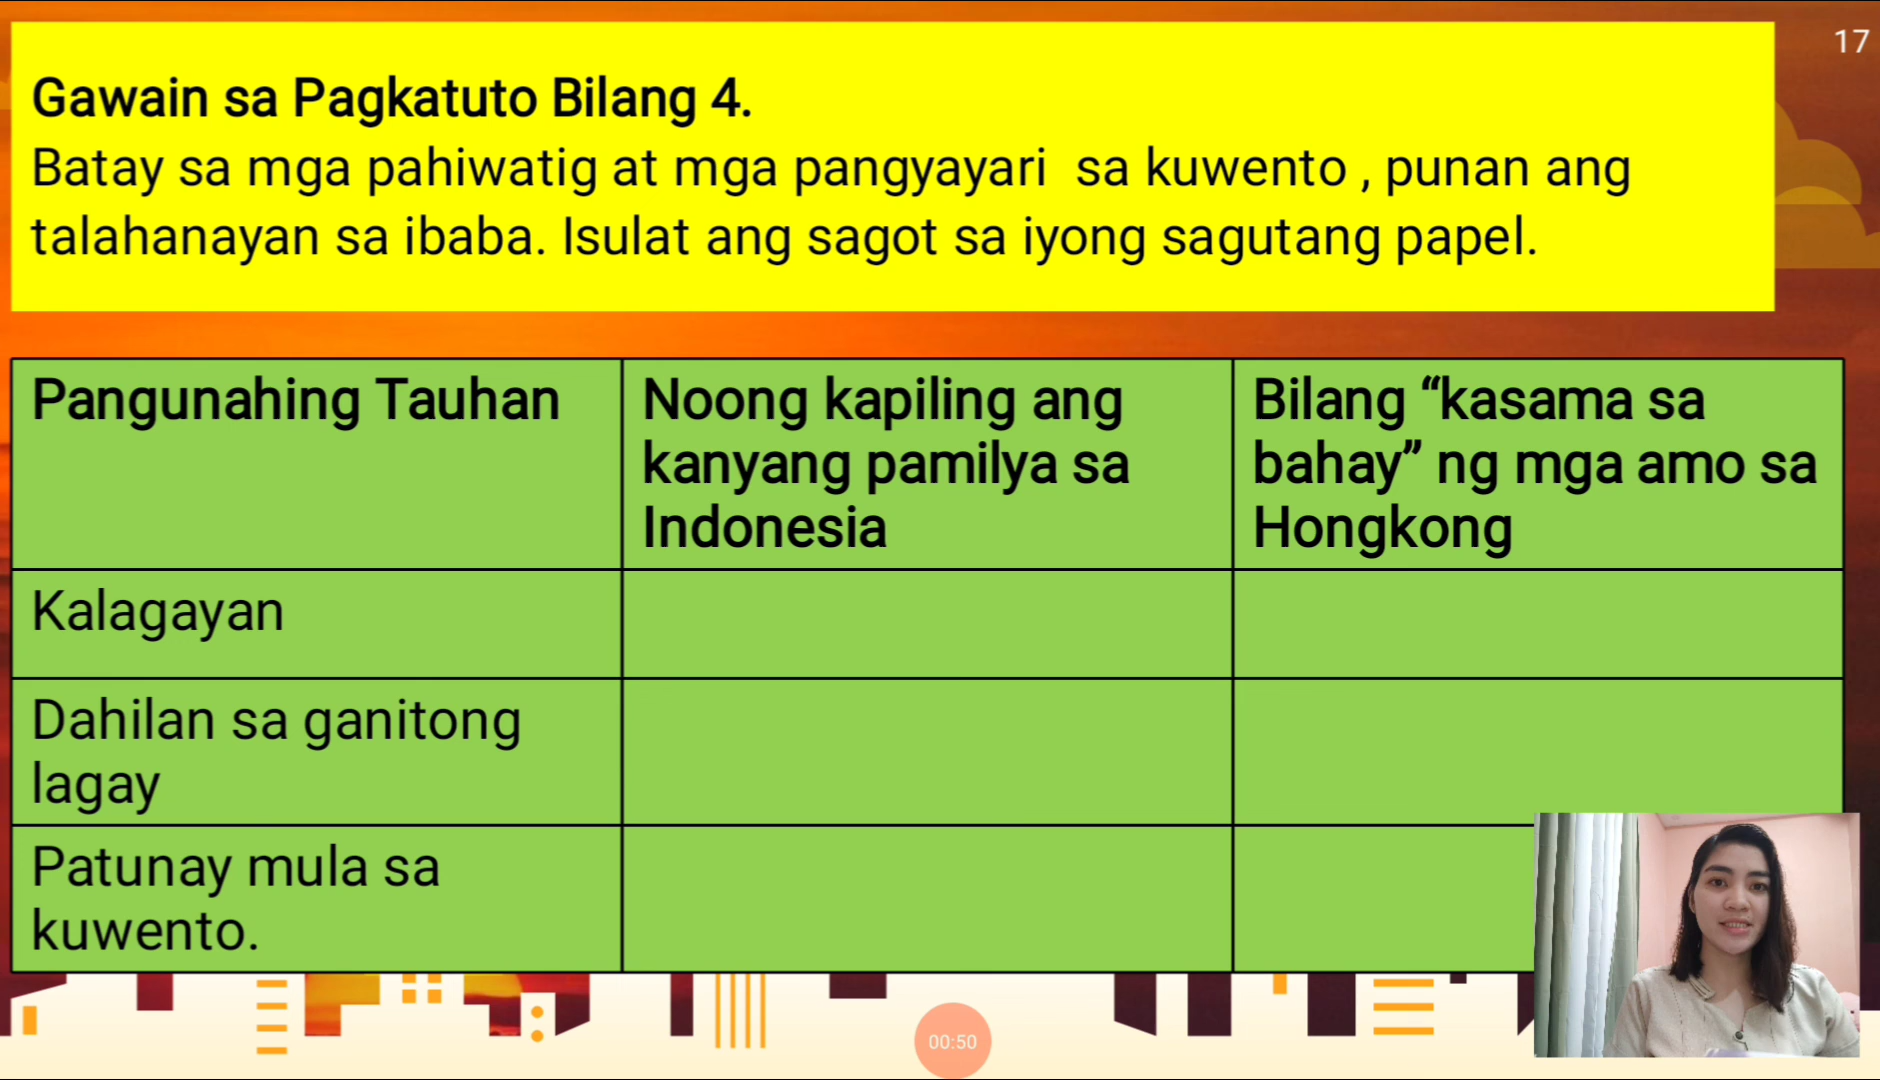 17
Gawain sa Pagkatuto Bilang 4.
Batay sa mga pahiwatig at mga pangyayari  sa kuwento , punan ang
talahanayan sa ibaba. Isulat ang sagot sa iyong sagutang papel.
Pangunahing Tauhan
Noong kapiling ang
kanyang pamilya sa
Indonesia
Bilang “kasama sa
bahay” ng mga amo sa
Hongkong
Kalagayan
Dahilan sa ganitong
lagay
Patunay mula sa
kuwento.
00:50